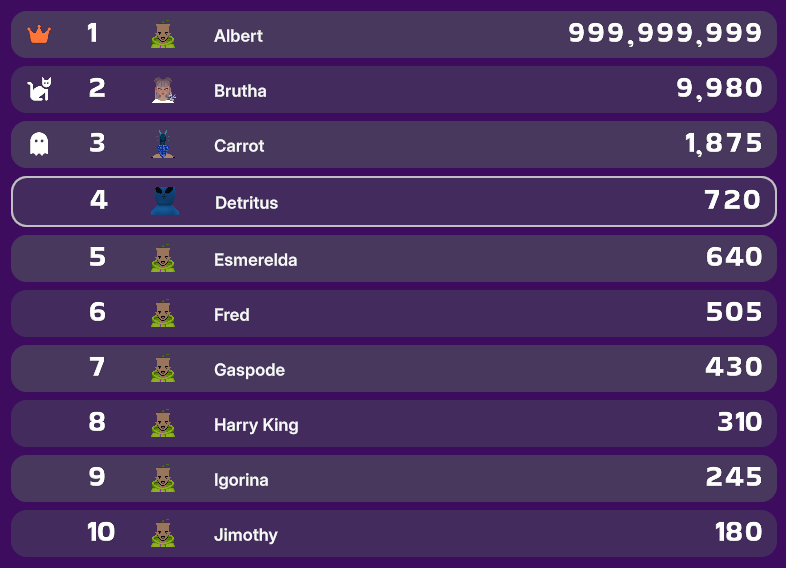 1 Albert 999,999,999
2 Brutha 9,980
3 Carrot 1,875
4 Detritus 720
5 Esmerelda 640
6 Fred 505
7 Gaspode 430
8 Harry King 310
9 Igorina 245
10 Jimothy 180